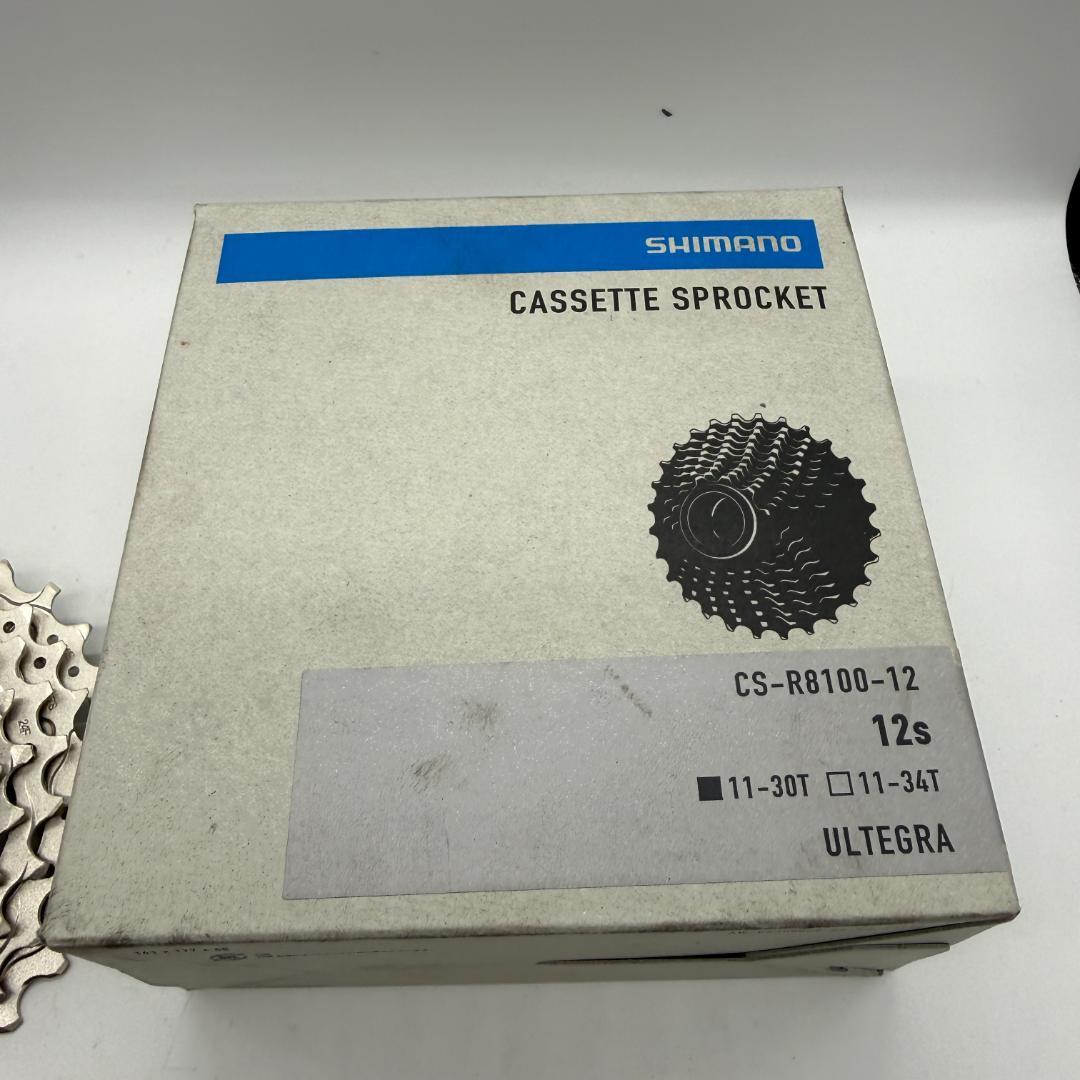 SHIMANO
CASSETTE SPROCKET
CS-R8100-12
12s
■11-30T □11-34T
ULTEGRA